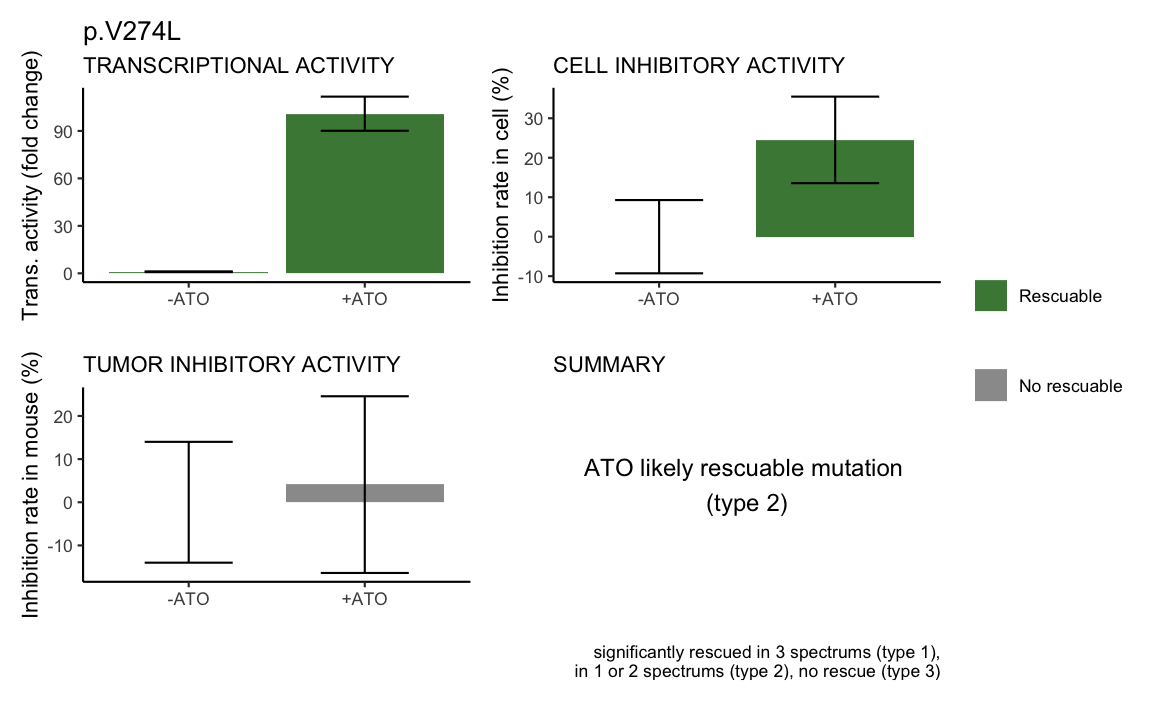 p.V274L
TRANSCRIPTIONAL ACTIVITY
Trans. activity (fold change)
90
60
30
0
-ATO
+ATO
CELL INHIBITORY ACTIVITY
Inhibition rate in cell (%)
30
20
10
0
-10
-ATO
+ATO
Rescuable
No rescuable
TUMOR INHIBITORY ACTIVITY
Inhibition rate in mouse (%)
20
10
0
-10
-ATO
+ATO
SUMMARY
ATO likely rescuable mutation
(type 2)
significantly rescued in 3 spectrums (type 1),
in 1 or 2 spectrums (type 2), no rescue (type 3)